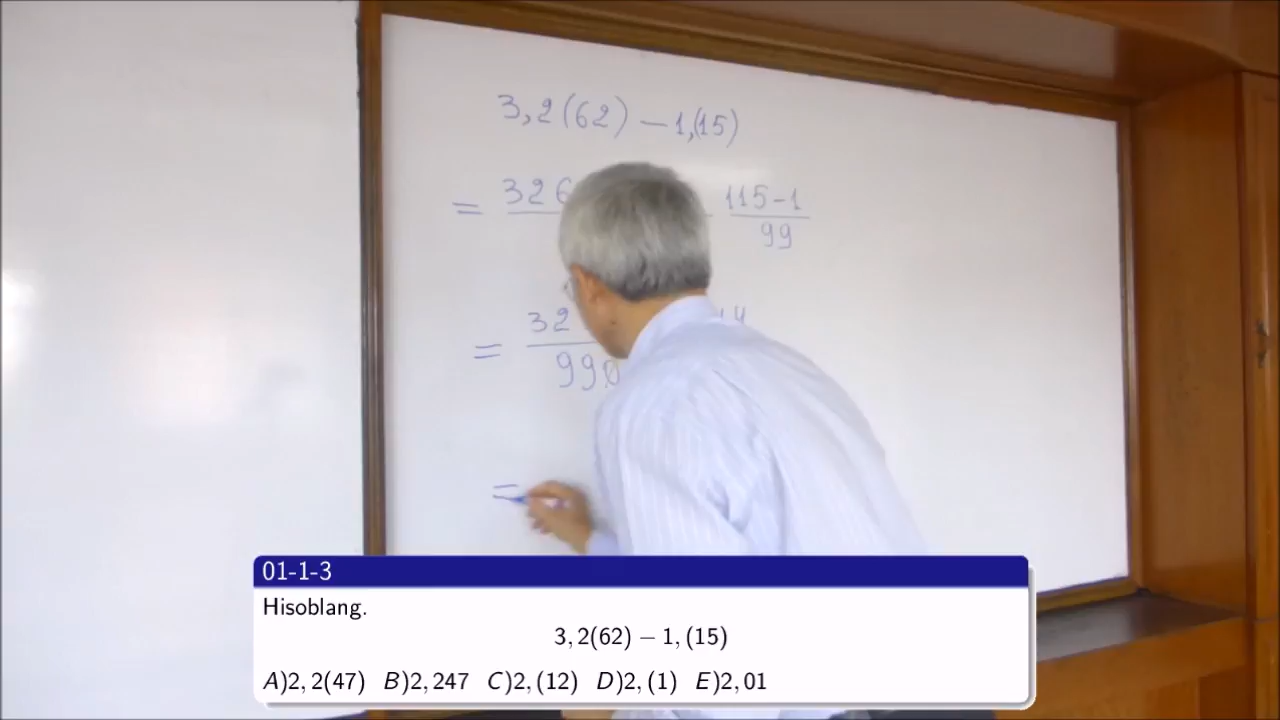 3,2(62) - 1,(15)
= 326 115-1
99
= 32 14
990
=
01-1-3
Hisoblang.
3, 2(62) − 1, (15)
A)2, 2(47) B)2, 247 C)2, (12) D)2, (1) E)2, 01